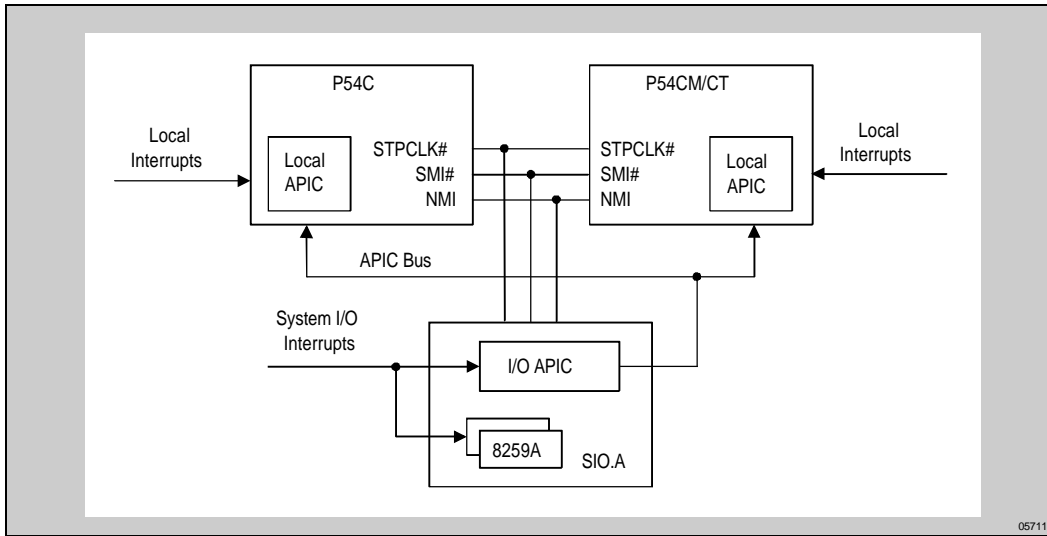 P54C
P54CM/CT
Local
Interrupts
Local
APIC
STPCLK#
SMI#
NMI
STPCLK#
SMI#
NMI
Local
APIC
Local
Interrupts
APIC Bus
System I/O
Interrupts
I/O APIC
8259A
SIO.A
05711